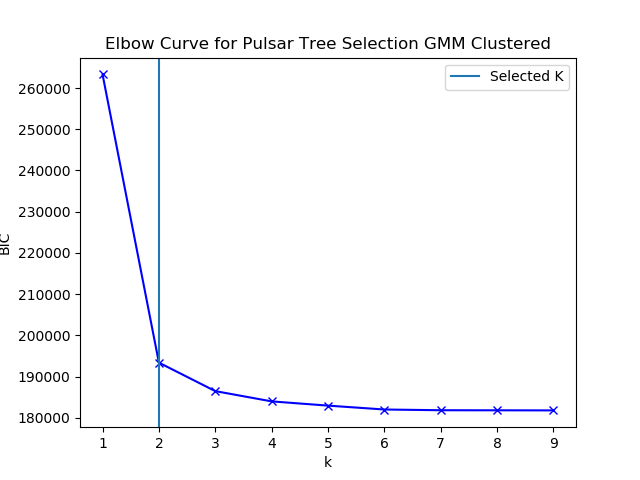 Elbow Curve for Pulsar Tree Selection GMM Clustered
Selected K
260000
250000
240000
230000
220000
210000
200000
190000
180000
BIC
1 2 3 4 5 6 7 8 9
k